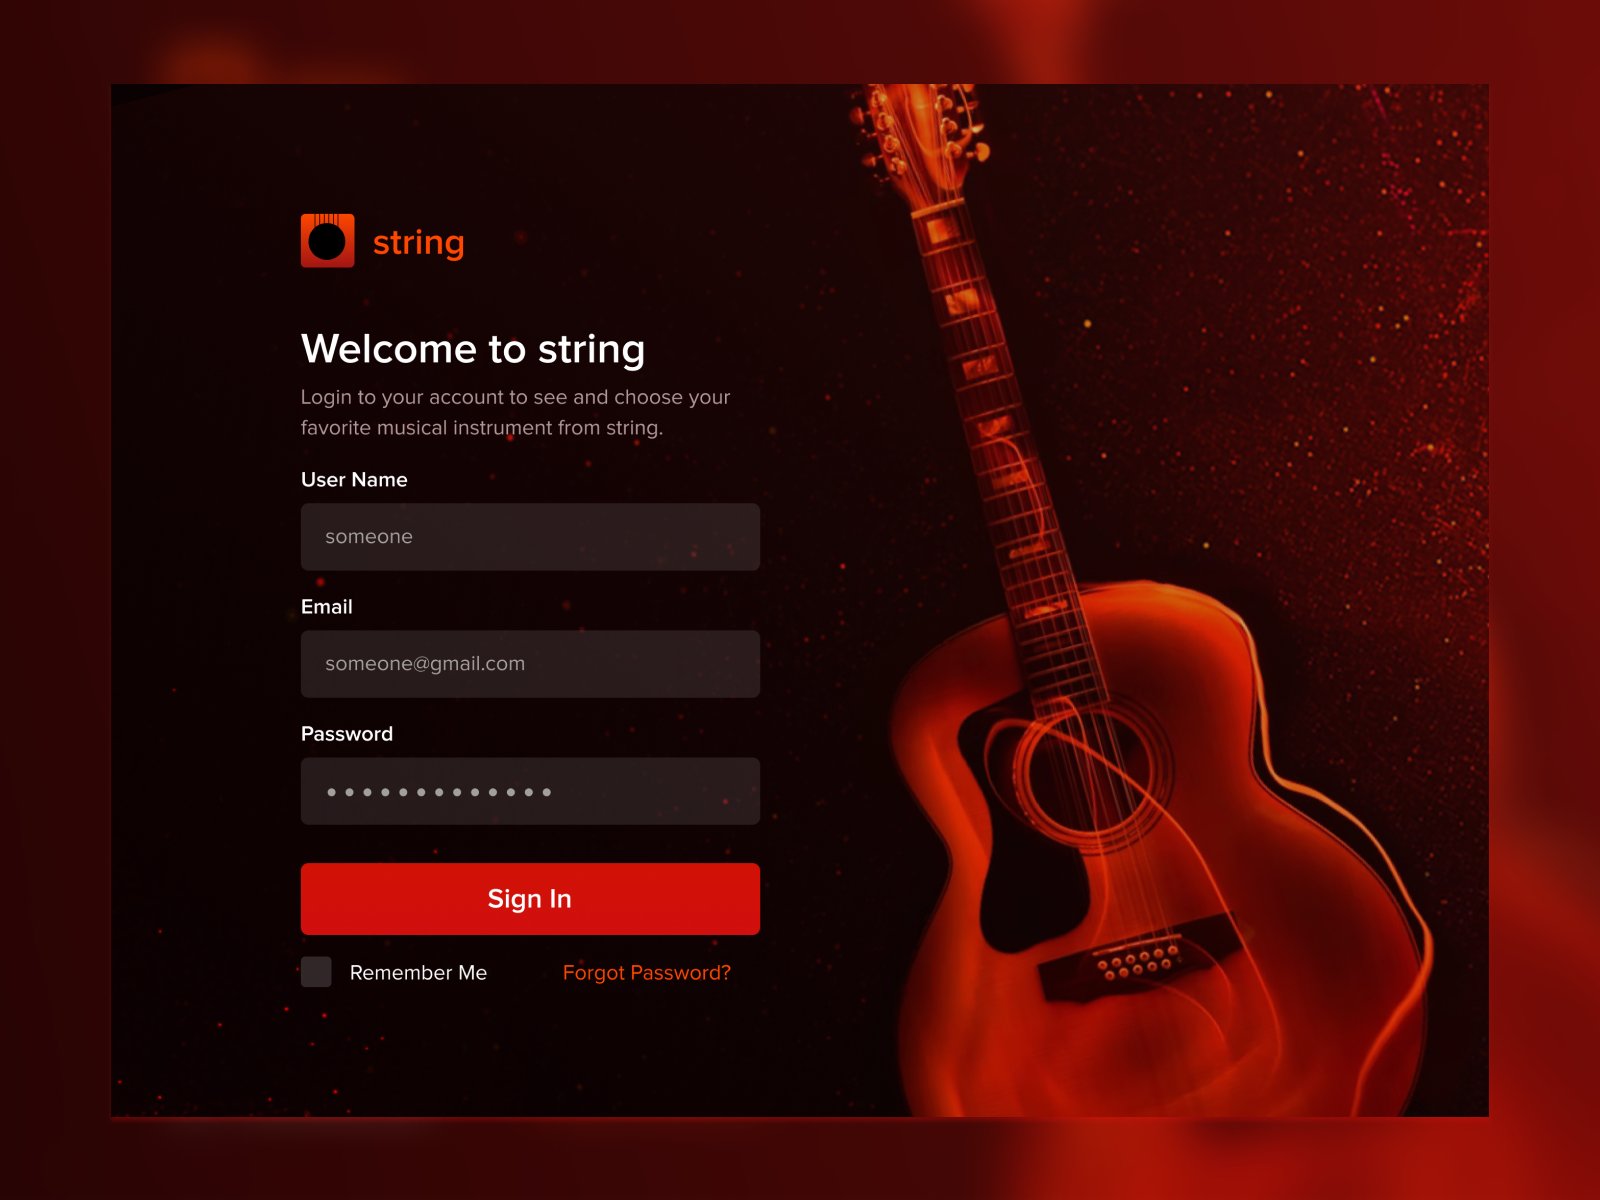 string
Welcome to string
Login to your account to see and choose your
favorite musical instrument from string.
User Name
someone
Email
someone@gmail.com
Password
Sign In
Remember Me
Forgot Password?